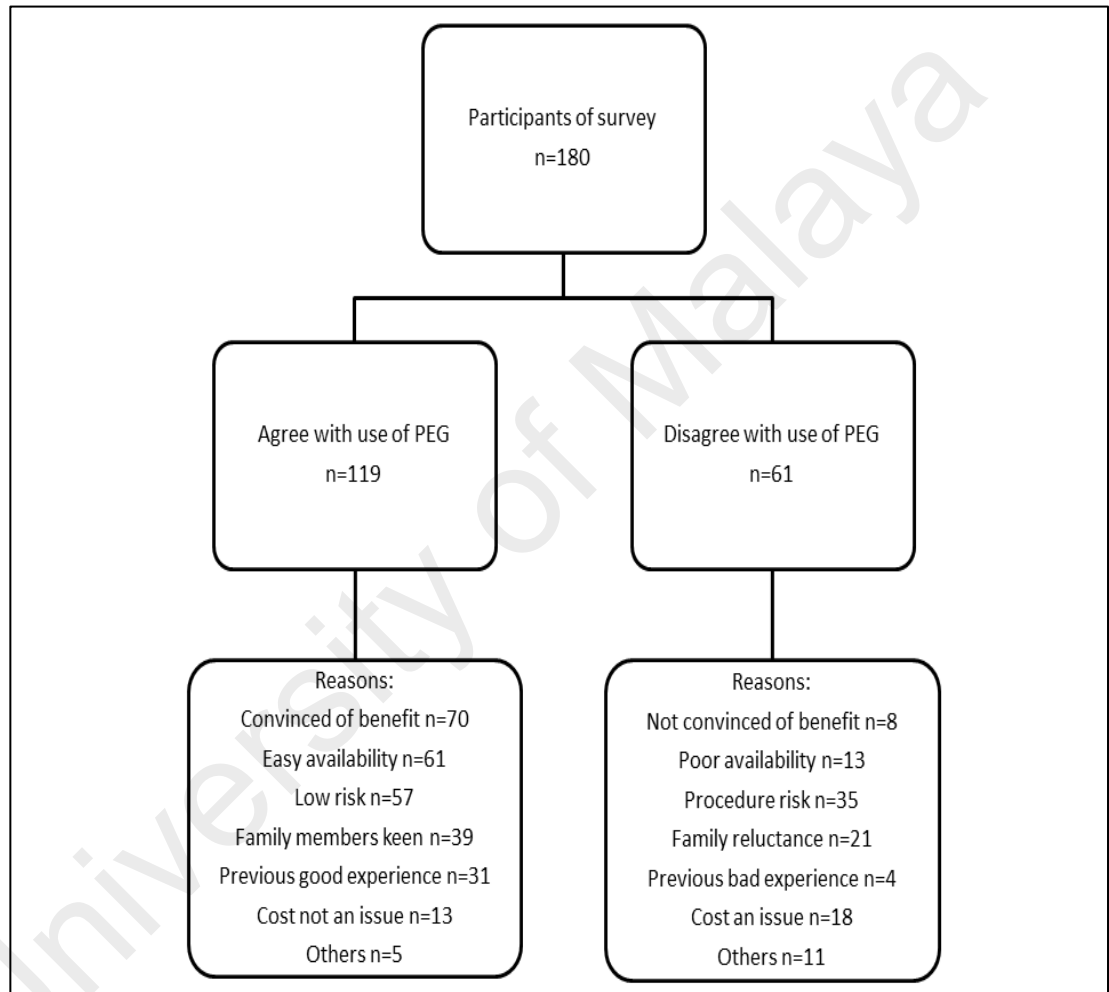 Participants of survey
n=180
Agree with use of PEG
n=119
Disagree with use of PEG
n=61
Reasons:
Convinced of benefit n=70
Easy availability n=61
Low risk n=57
Family members keen n=39
Previous good experience n=31
Cost not an issue n=13
Others n=5
Reasons:
Not convinced of benefit n=8
Poor availability n=13
Procedure risk n=35
Family reluctance n=21
Previous bad experience n=4
Cost an issue n=18
Others n=11
University of Malaya